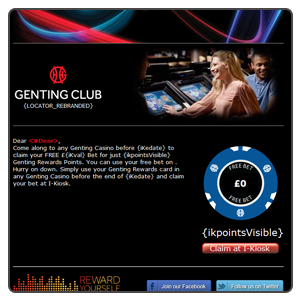 GENTING CLUB
{LOCATOR_REBRANDED}
Dear <#Dear>,
Come along to any Genting Casino before {iKedate} to
claim your FREE £{iKval} Bet for just {ikpointsVisible}
Genting Rewards Points. You can use your free bet on .
Hurry on down. Simply use your Genting Rewards card in
any Genting Casino before the end of {iKedate} and claim
your bet at I-Kiosk.
FREE BET
£0
FREE BET
{ikpointsVisible}
Claim at I-Kiosk
REWARD
YOURSELF
Join our Facebook
Follow us on Twitter